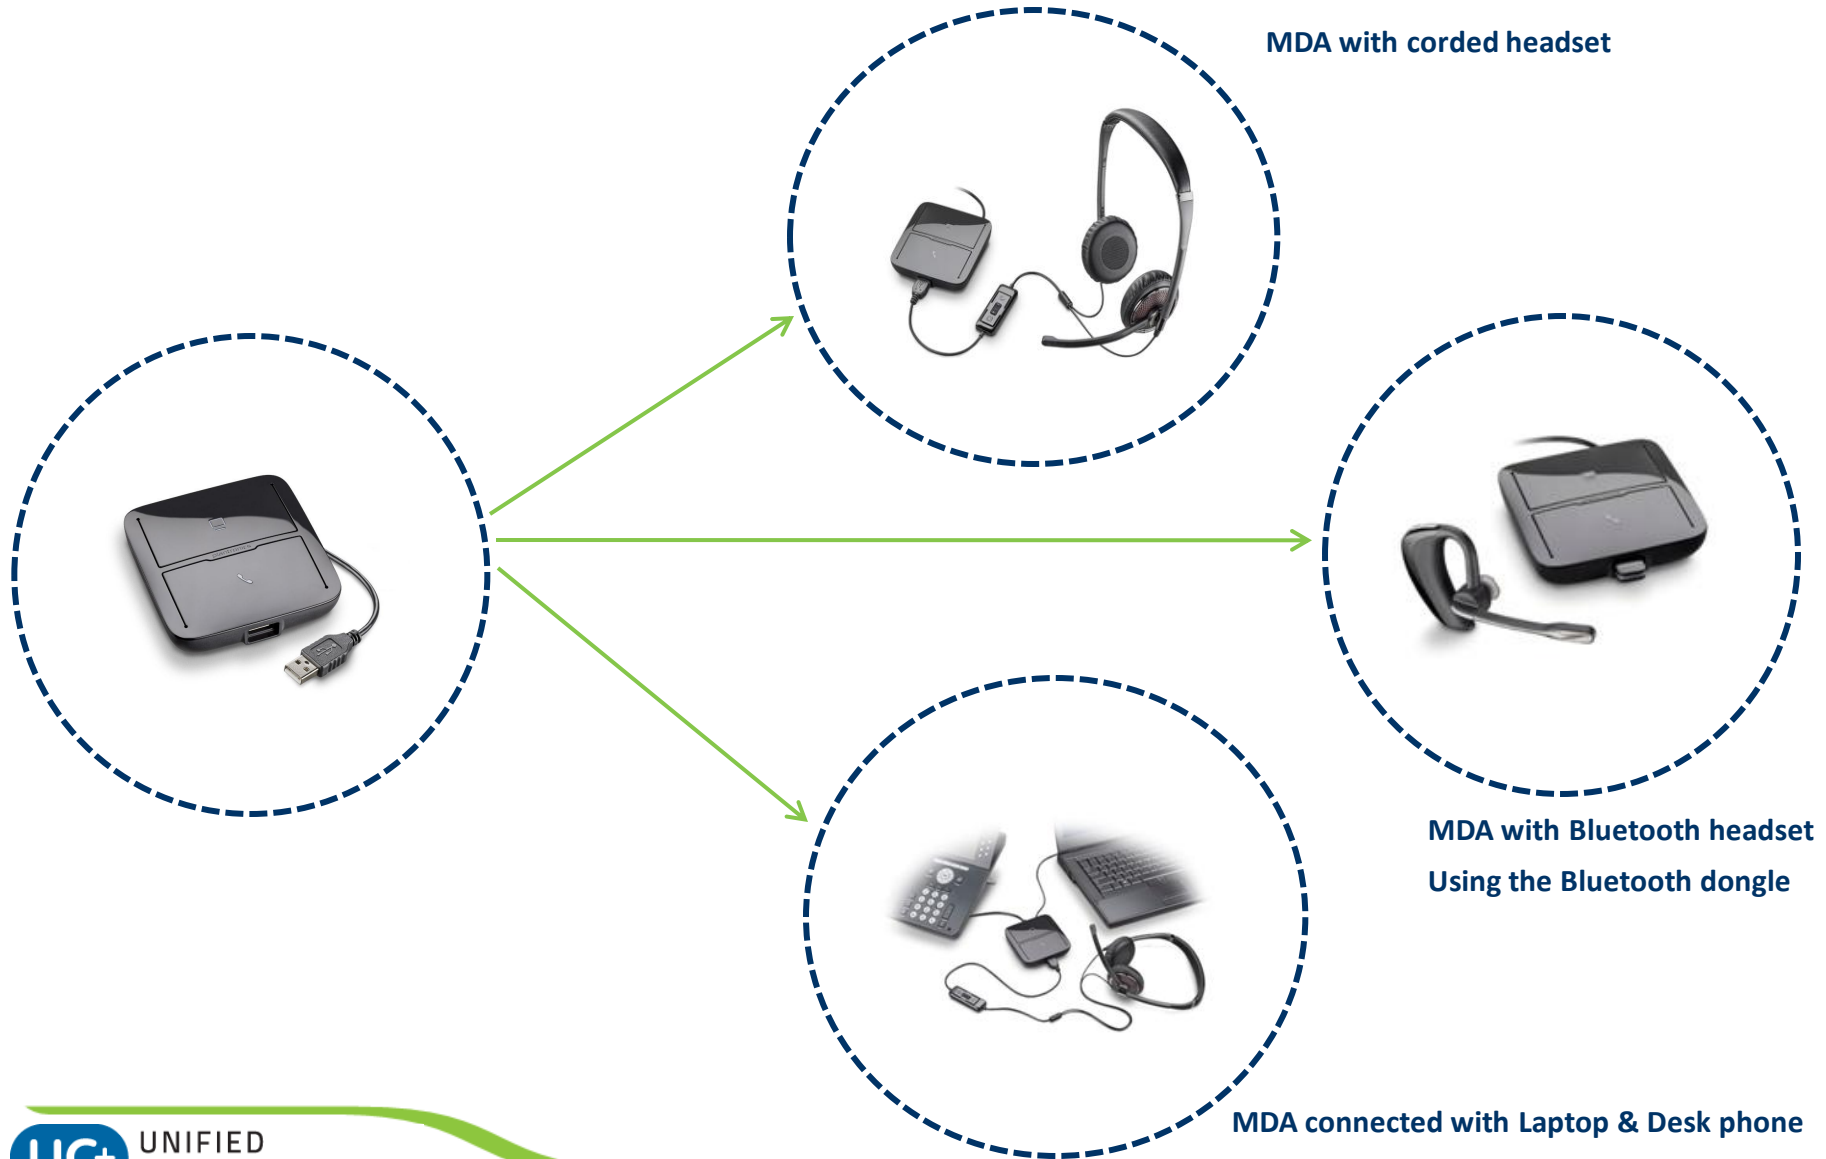 MDA with corded headset
MDA with Bluetooth headset
Using the Bluetooth dongle
MDA connected with Laptop & Desk phone
UC+
UNIFIED